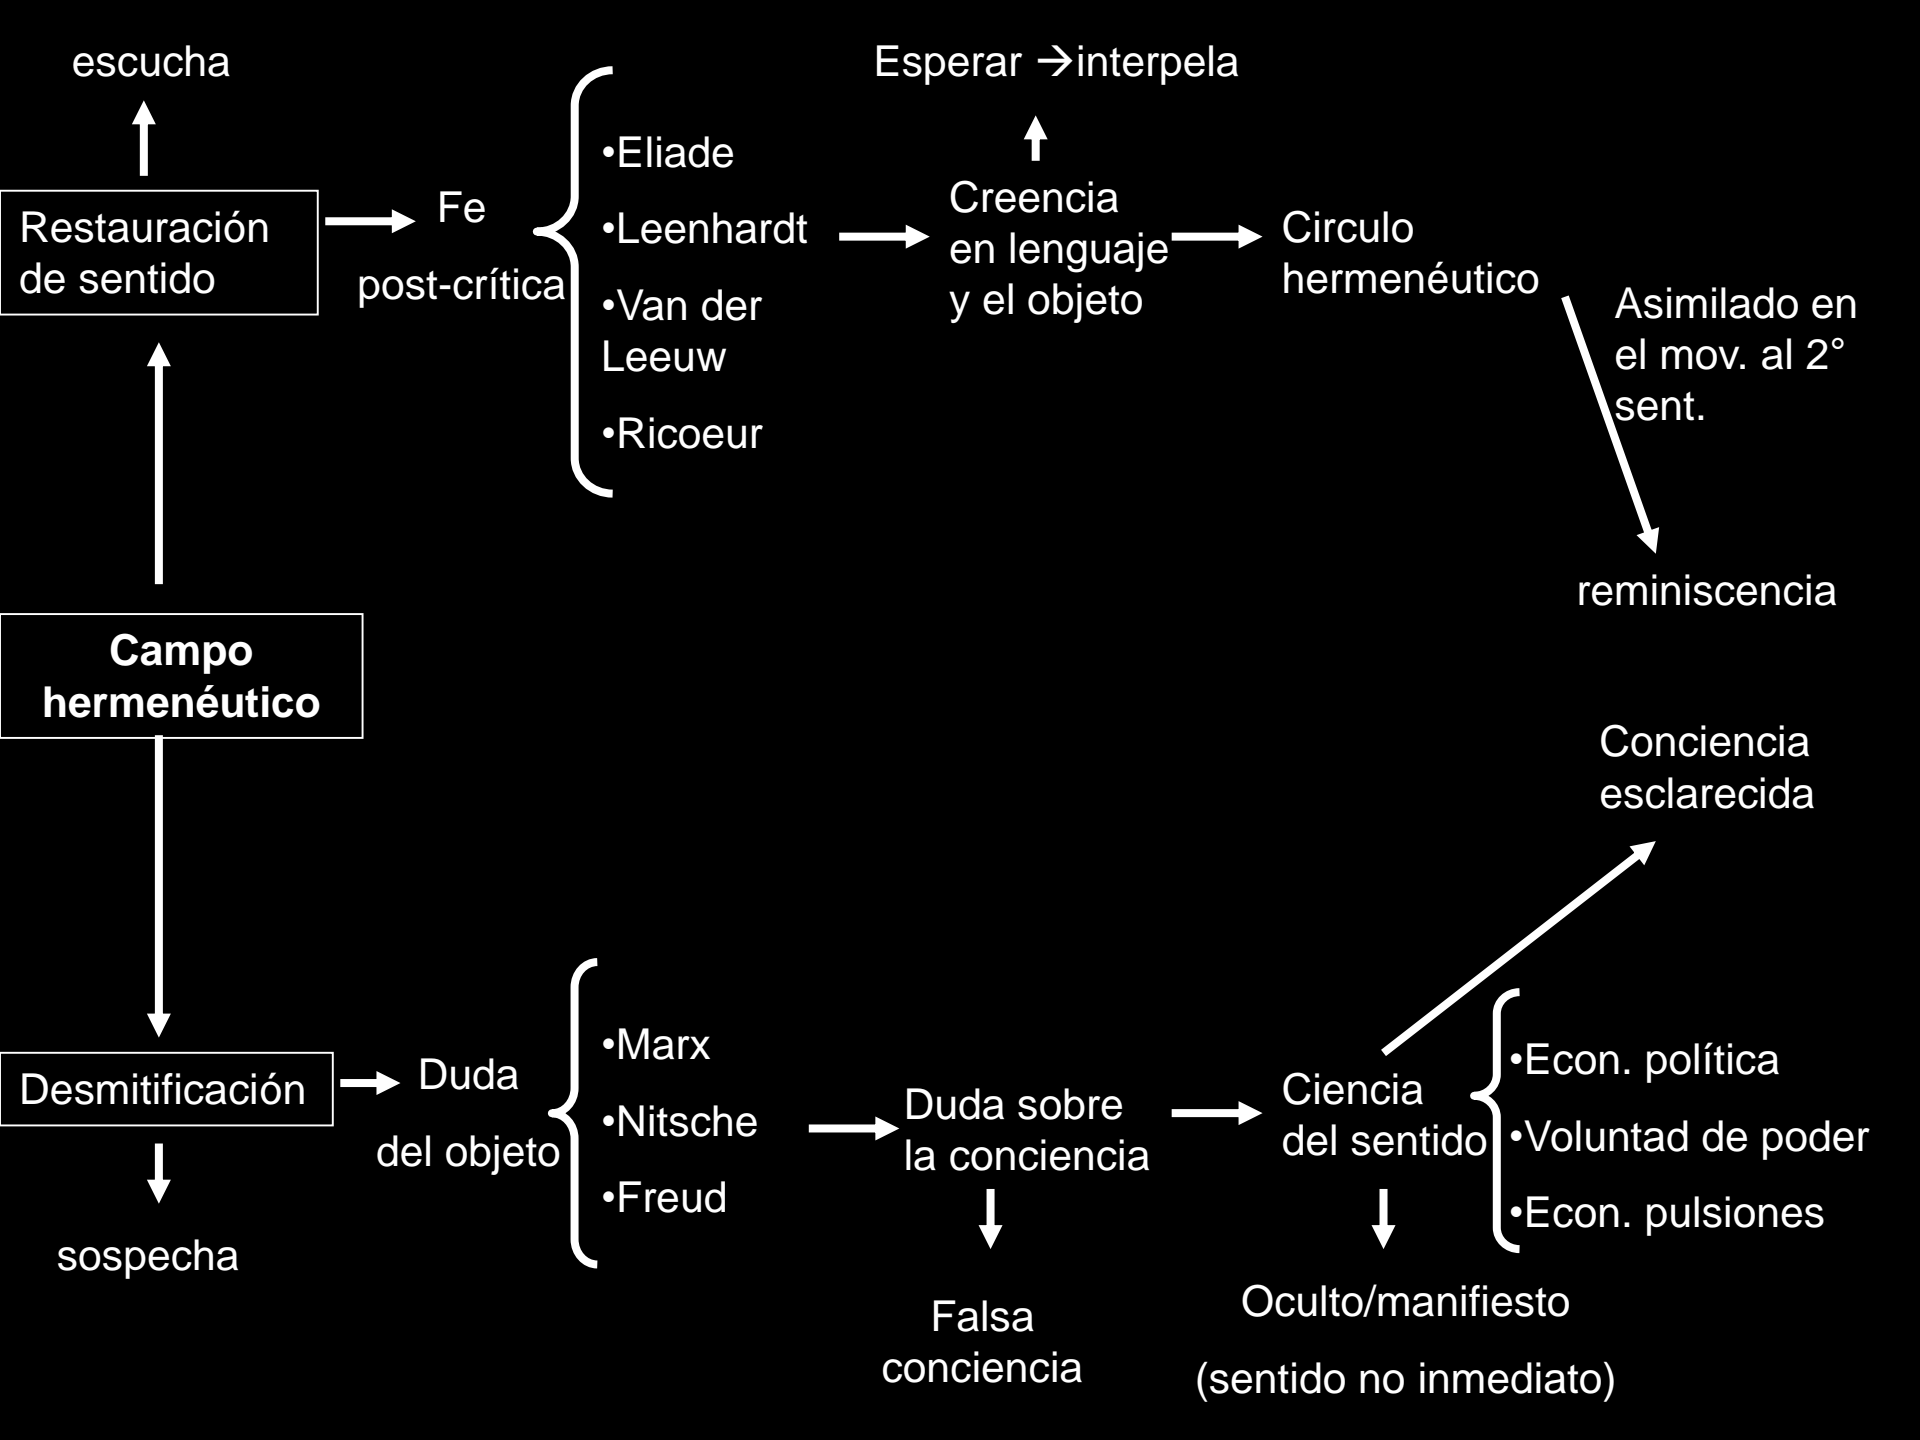 escucha
Esperar →interpela
•Eliade
•Leenhardt
•Van der
Leeuw
•Ricoeur
Restauración
de sentido
Fe
post-crítica
Creencia
en lenguaje
y el objeto
Circulo
hermenéutico
Asimilado en
el mov. al 2°
sent.
reminiscencia
Campo
hermenéutico
Conciencia
esclarecida
Desmitificación
Duda
del objeto
•Marx
•Nitsche
•Freud
Duda sobre
la conciencia
Ciencia
del sentido
•Econ. política
•Voluntad de poder
•Econ. pulsiones
sospecha
Falsa
conciencia
Oculto/manifiesto
(sentido no inmediato)